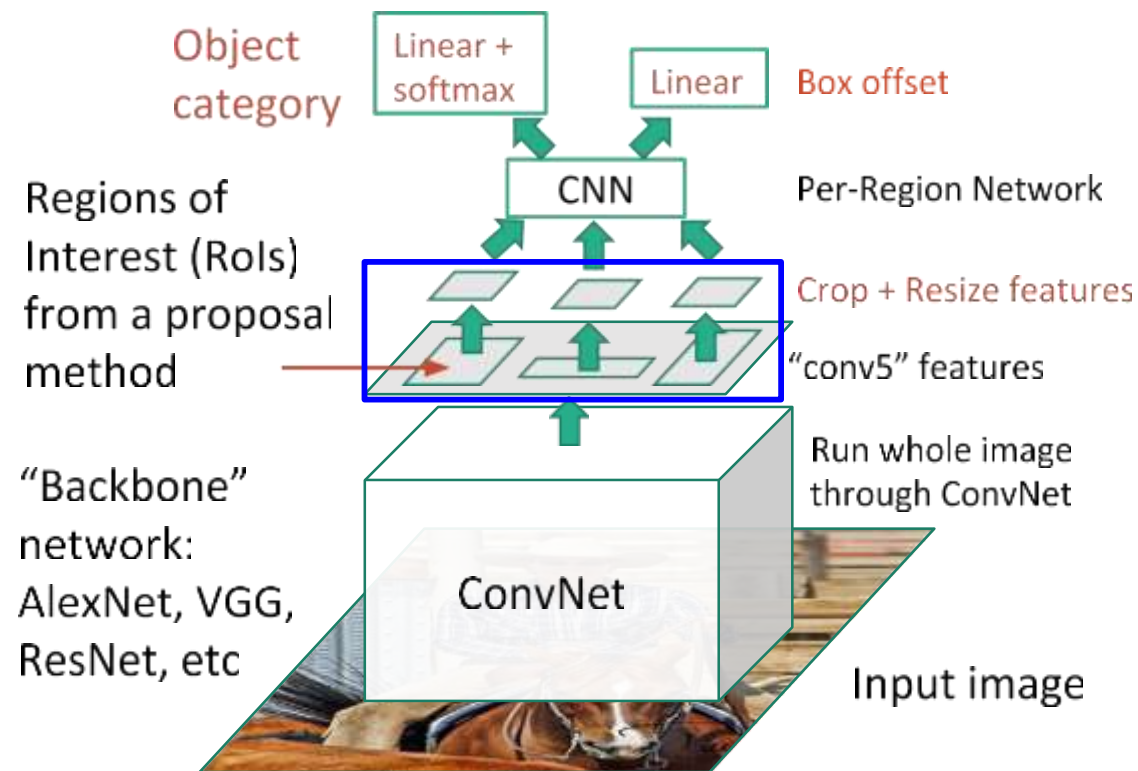 Object
category
Linear +
softmax
Linear
Box offset
CNN
Per-Region Network
Regions of
Interest (RoIs)
from a proposal
method
Crop + Resize features
“conv5” features
Run whole image
through ConvNet
“Backbone”
network:
AlexNet, VGG,
ResNet, etc
ConvNet
Input image